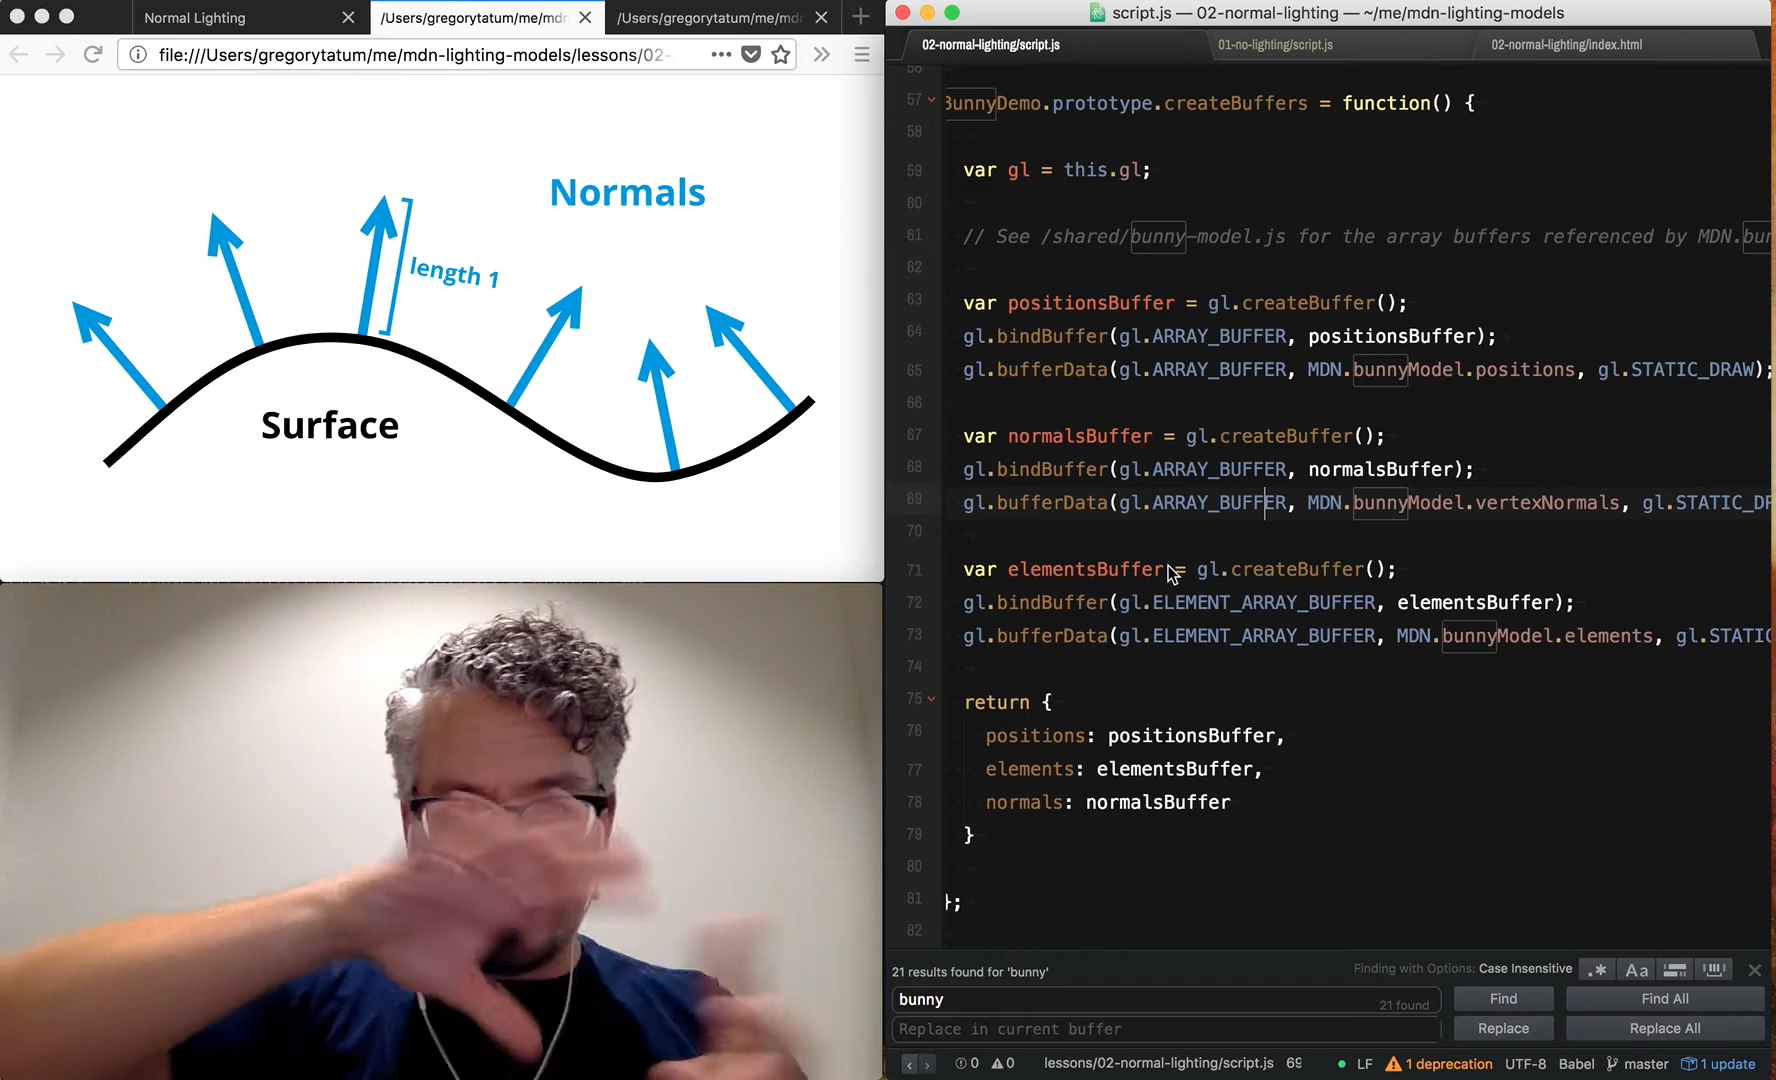 Normal Lighting
/Users/gregorytatum/me/mdn
/Users/gregorytatum/me/mdn
file:///Users/gregorytatum/me/mdn-lighting-models/lessons/02-
Normals
length 1
Surface
script.js — 02-normal-lighting — ~/me/mdn-lighting-models
02-normal-lighting/script.js
01-no-lighting/script.js
02-normal-lighting/index.html
56
57 BunnyDemo.prototype.createBuffers = function() {
58
59 var gl = this.gl;
60
61 // See /shared/bunny-model.js for the array buffers referenced by MDN.bun
62
63 var positionsBuffer = gl.createBuffer();
64 gl.bindBuffer(gl.ARRAY_BUFFER, positionsBuffer);
65 gl.bufferData(gl.ARRAY_BUFFER, MDN.bunnyModel.positions, gl.STATIC_DRAW);
66
67 var normalsBuffer = gl.createBuffer();
68 gl.bindBuffer(gl.ARRAY_BUFFER, normalsBuffer);
69 gl.bufferData(gl.ARRAY_BUFFER, MDN.bunnyModel.vertexNormals, gl.STATIC_DR
70
71 var elementsBuffer = gl.createBuffer();
72 gl.bindBuffer(gl.ELEMENT_ARRAY_BUFFER, elementsBuffer);
73 gl.bufferData(gl.ELEMENT_ARRAY_BUFFER, MDN.bunnyModel.elements, gl.STATIC
74
75 return {
76 positions: positionsBuffer,
77 elements: elementsBuffer,
78 normals: normalsBuffer
79 }
80
81 };
82
21 results found for 'bunny'
Finding with Options: Case Insensitive
.* Aa
bunny
21 found
Find
Find All
Replace in current buffer
Replace
Replace All
0 0 lessons/02-normal-lighting/script.js 69
LF 1 deprecation UTF-8 Babel master 1 update